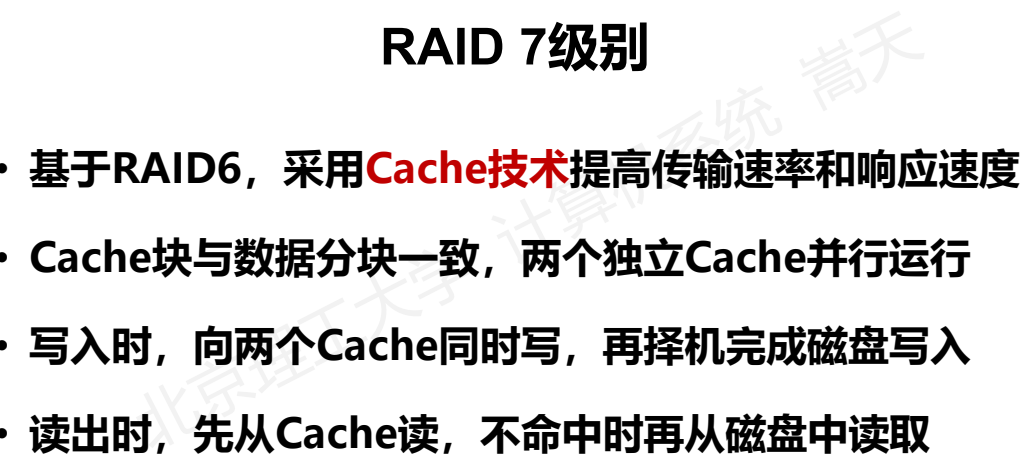 RAID 7级别
• 基于RAID6，采用Cache技术提高传输速率和响应速度
• Cache块与数据分块一致，两个独立Cache并行运行
• 写入时，向两个Cache同时写，再择机完成磁盘写入
• 读出时，先从Cache读，不命中时再从磁盘中读取
北京理工大学 计算机系统 嵩天